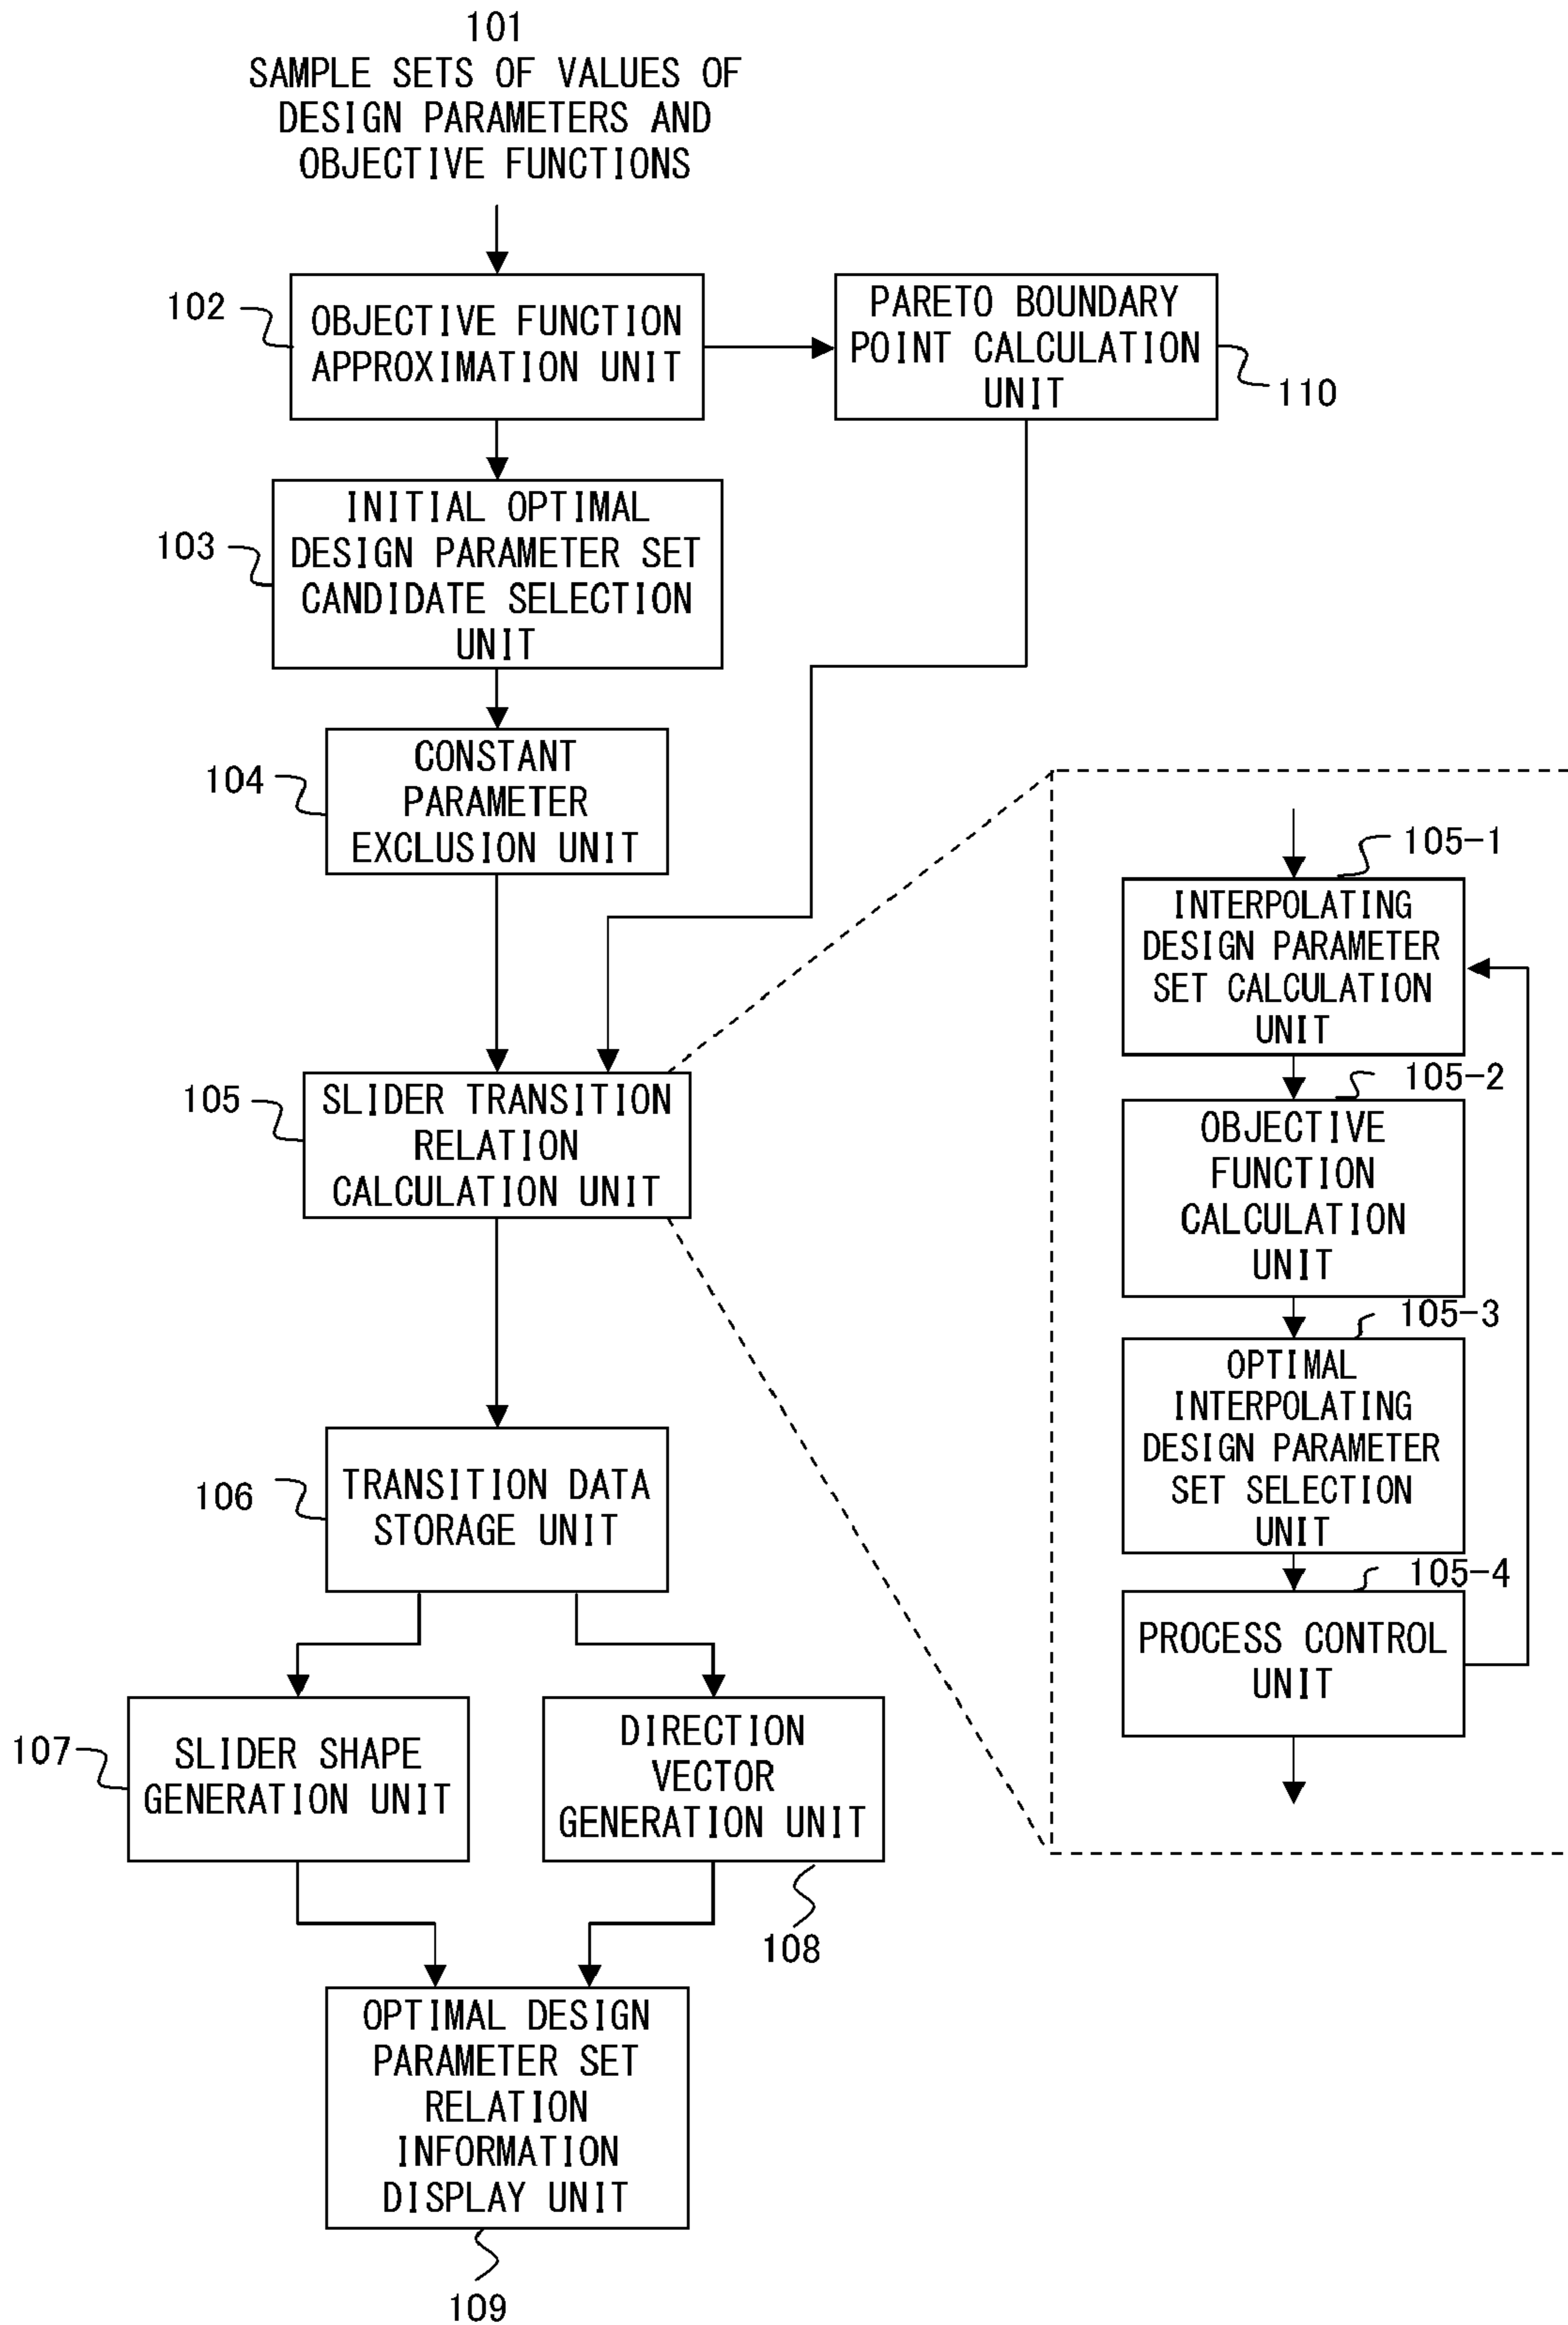 101
SAMPLE SETS OF VALUES OF
DESIGN PARAMETERS AND
OBJECTIVE FUNCTIONS
102
OBJECTIVE FUNCTION
APPROXIMATION UNIT
PARETO BOUNDARY
POINT CALCULATION
UNIT
110
103
INITIAL OPTIMAL
DESIGN PARAMETER SET
CANDIDATE SELECTION
UNIT
104
CONSTANT
PARAMETER
EXCLUSION UNIT
105
SLIDER TRANSITION
RELATION
CALCULATION UNIT
105-1
INTERPOLATING
DESIGN PARAMETER
SET CALCULATION
UNIT
105-2
OBJECTIVE
FUNCTION
CALCULATION
UNIT
105-3
OPTIMAL
INTERPOLATING
DESIGN PARAMETER
SET SELECTION
UNIT
105-4
PROCESS CONTROL
UNIT
106
TRANSITION DATA
STORAGE UNIT
107
SLIDER SHAPE
GENERATION UNIT
DIRECTION
VECTOR
GENERATION UNIT
108
OPTIMAL DESIGN
PARAMETER SET
RELATION
INFORMATION
DISPLAY UNIT
109